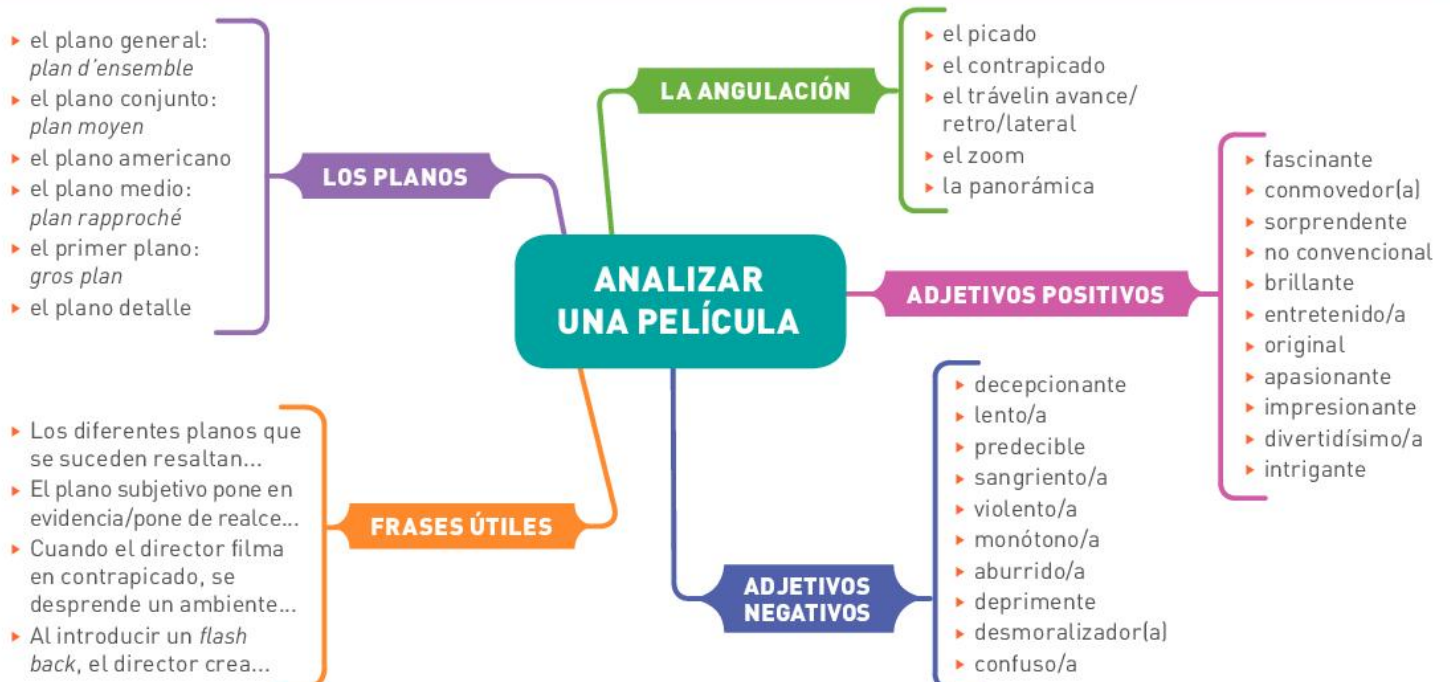 ANALIZAR
UNA PELÍCULA
LOS PLANOS
▸ el plano general:
plan d'ensemble
▸ el plano conjunto:
plan moyen
▸ el plano americano
▸ el plano medio:
plan rapproché
▸ el primer plano:
gros plan
▸ el plano detalle
LA ANGULACIÓN
▸ el picado
▸ el contrapicado
▸ el trávelin avance/
retro/lateral
▸ el zoom
▸ la panorámica
ADJETIVOS POSITIVOS
▸ fascinante
▸ conmovedor(a)
▸ sorprendente
▸ no convencional
▸ brillante
▸ entretenido/a
▸ original
▸ apasionante
▸ impresionante
▸ divertidísimo/a
▸ intrigante
FRASES ÚTILES
▸ Los diferentes planos que
se suceden resaltan...
▸ El plano subjetivo pone en
evidencia/pone de realce...
▸ Cuando el director filma
en contrapicado, se
desprende un ambiente...
▸ Al introducir un flash
back, el director crea...
ADJETIVOS
NEGATIVOS
▸ decepcionante
▸ lento/a
▸ predecible
▸ sangriento/a
▸ violento/a
▸ monótono/a
▸ aburrido/a
▸ deprimente
▸ desmoralizador(a)
▸ confuso/a